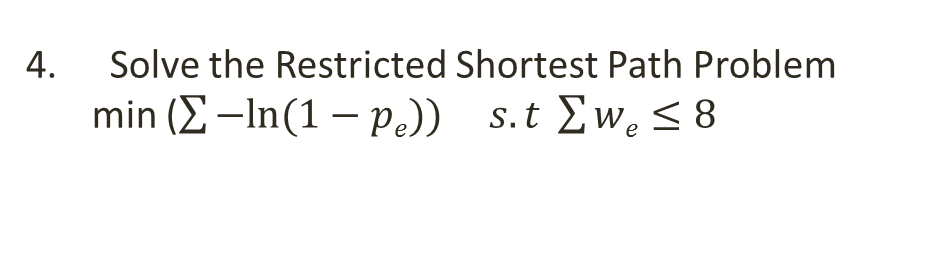 4. Solve the Restricted Shortest Path Problem
min (∑ −ln(1 − pₑ)) s.t ∑ wₑ ≤ 8